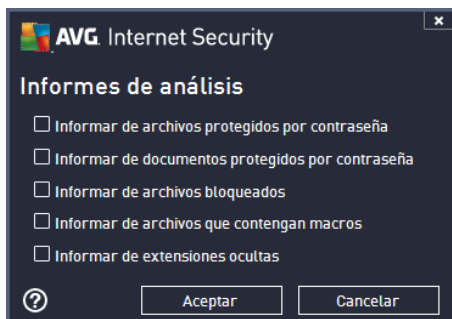 AVG. Internet Security
x
Informes de análisis
Informar de archivos protegidos por contraseña
Informar de documentos protegidos por contraseña
Informar de archivos bloqueados
Informar de archivos que contengan macros
Informar de extensiones ocultas
?
Aceptar
Cancelar